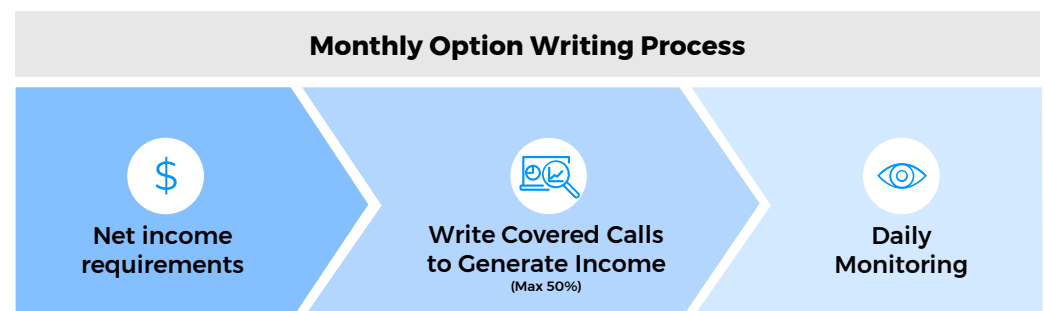 Monthly Option Writing Process
$
Net income
requirements
Write Covered Calls
to Generate Income
(Max 50%)
Daily
Monitoring